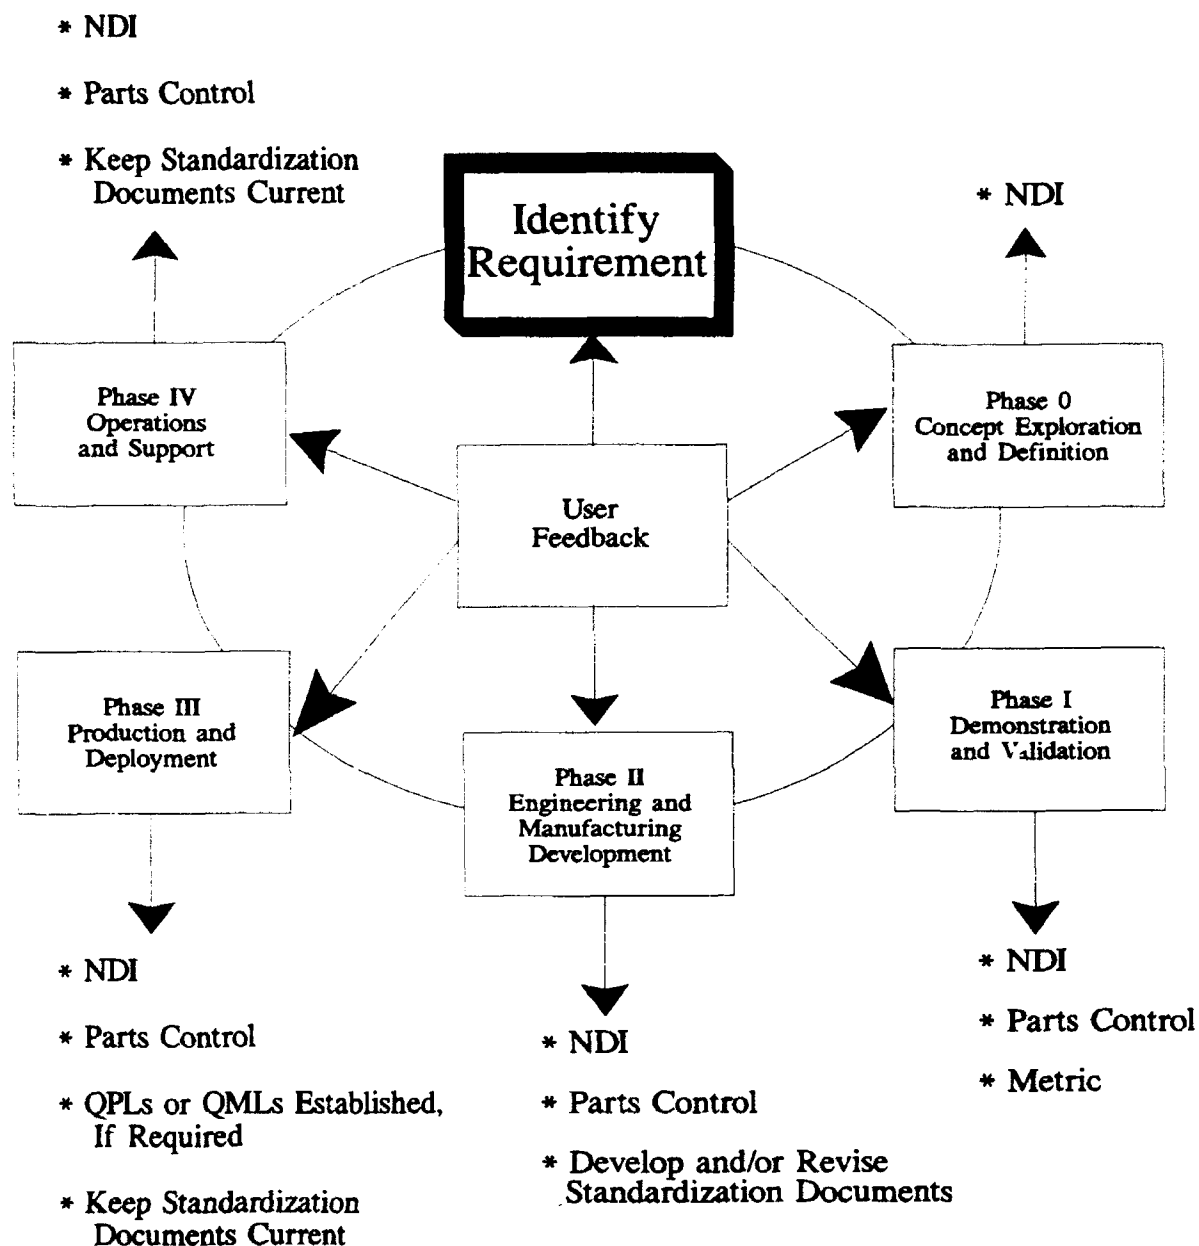 * NDI
* Parts Control
* Keep Standardization
Documents Current
Identify
Requirement
* NDI
Phase IV
Operations
and Support
Phase 0
Concept Exploration
and Definition
User
Feedback
Phase III
Production and
Deployment
Phase I
Demonstration
and Validation
Phase II
Engineering and
Manufacturing
Development
* NDI
* Parts Control
* QPLs or QMLs Established,
If Required
* Keep Standardization
Documents Current
* NDI
* Parts Control
* Develop and/or Revise
Standardization Documents
* NDI
* Parts Control
* Metric